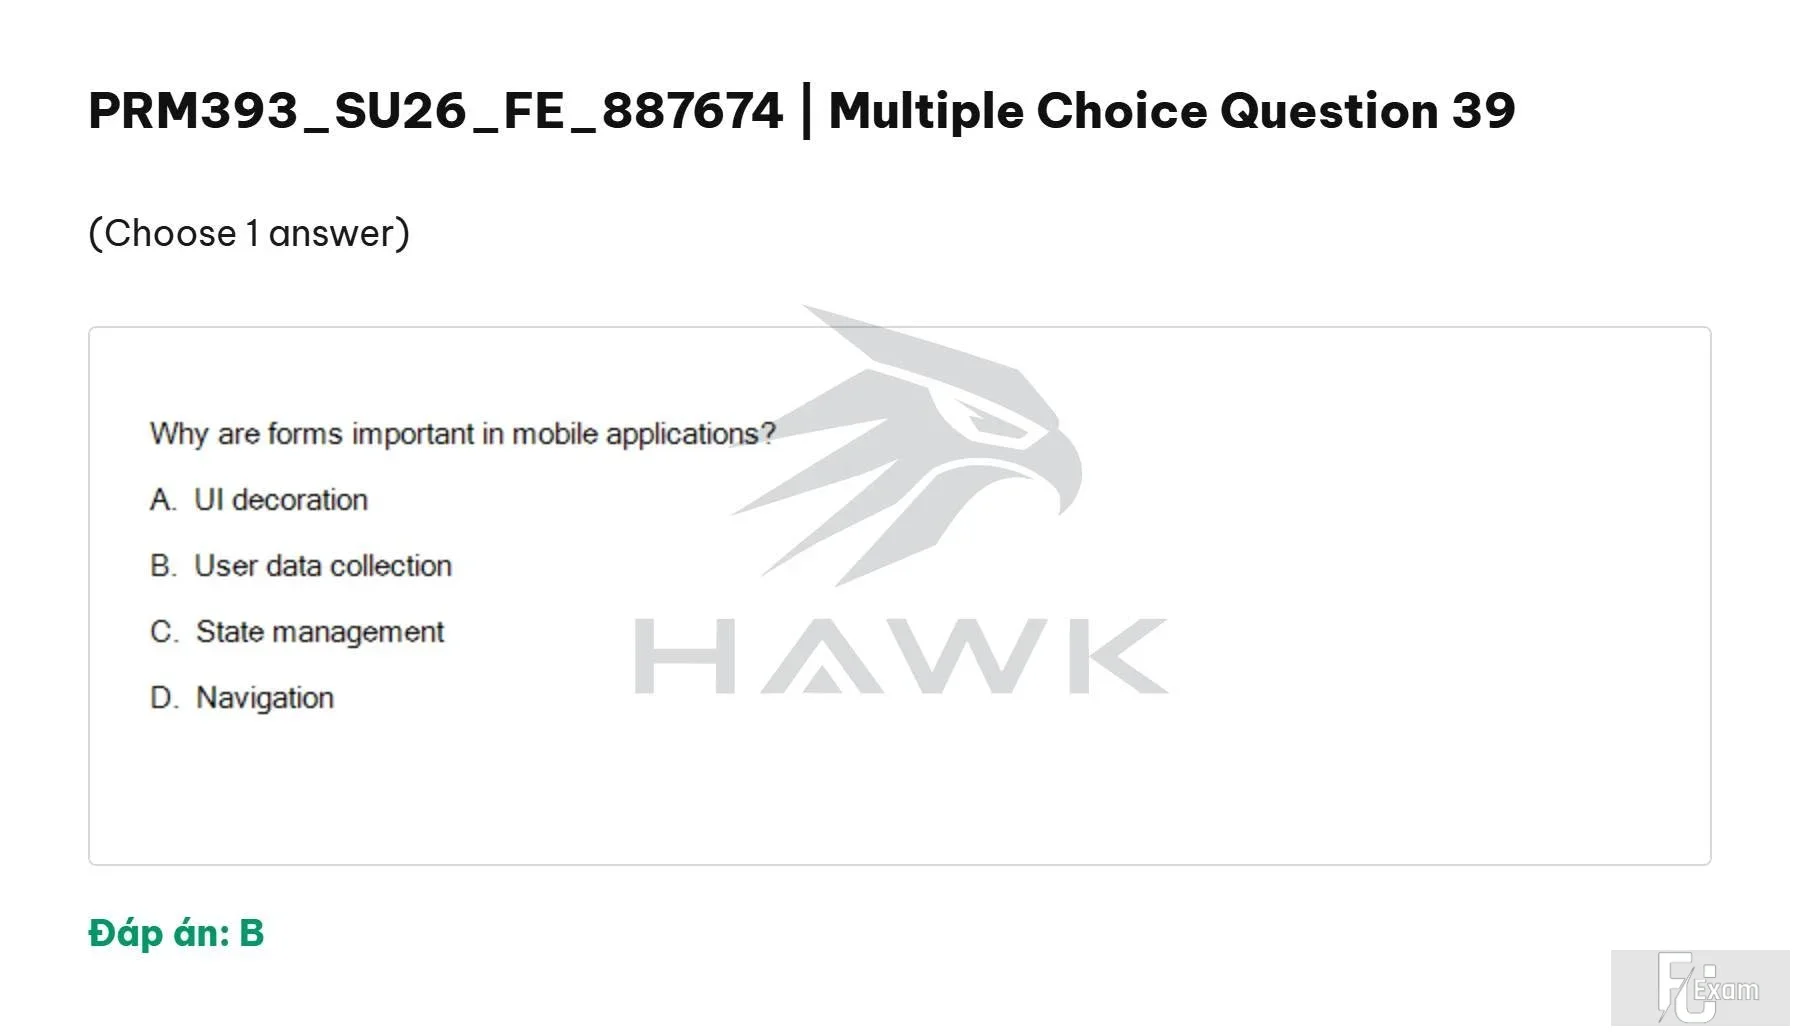 PRM393_SU26_FE_887674 | Multiple Choice Question 39
(Choose 1 answer)
Why are forms important in mobile applications?
A. UI decoration
B. User data collection
C. State management
D. Navigation
HAWK
Đáp án: B
FU Exam